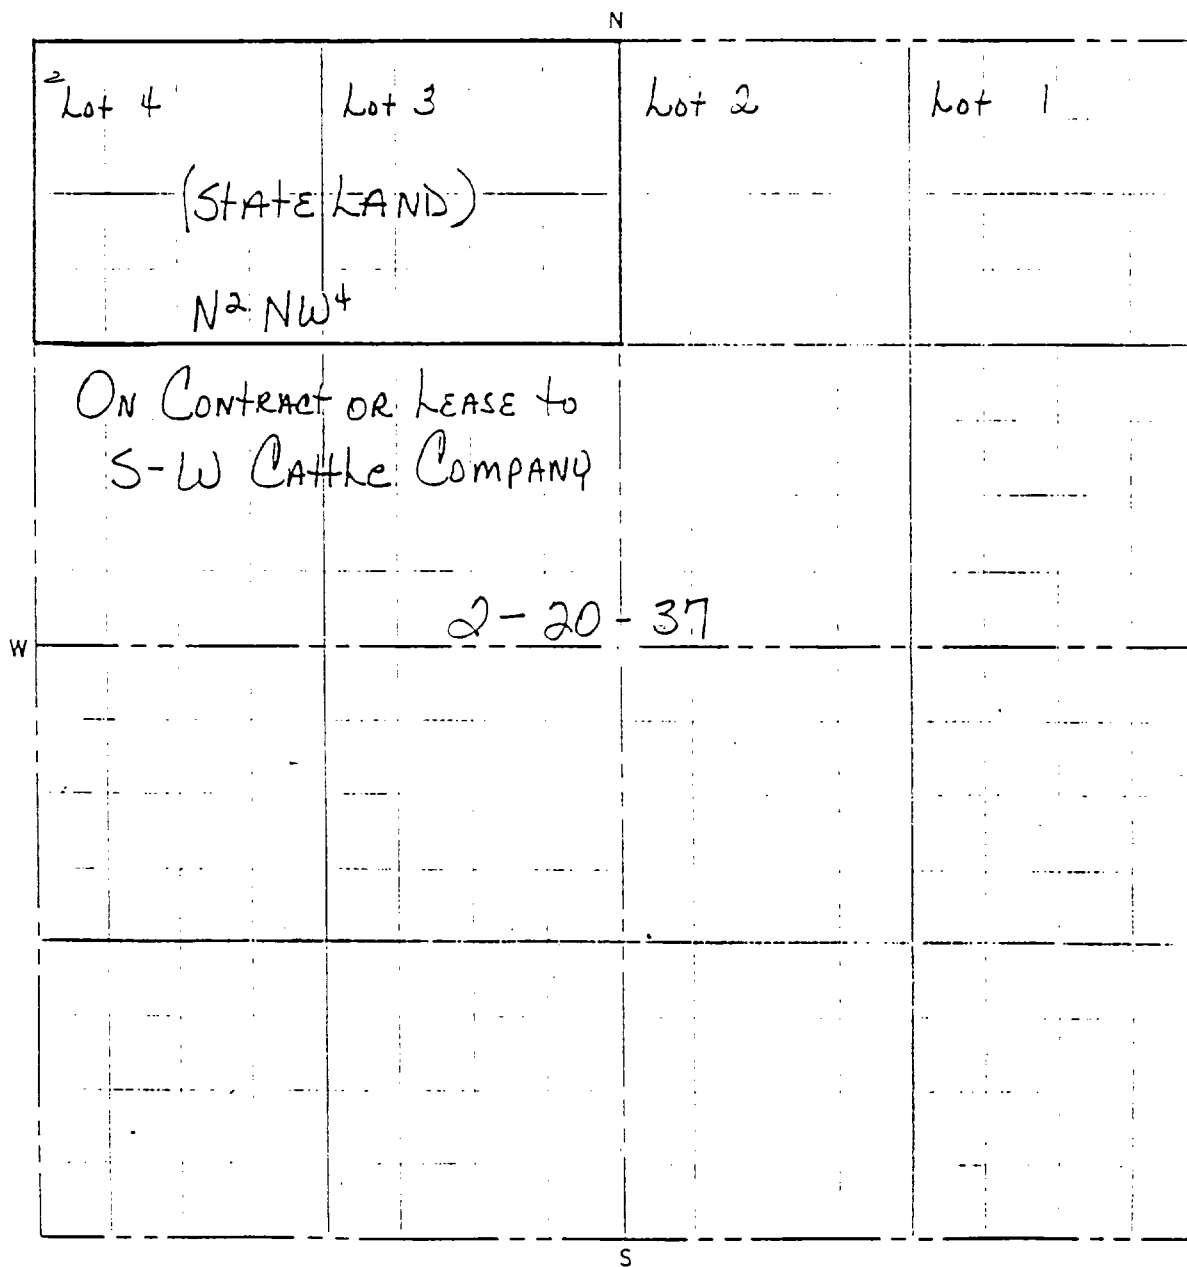 N
Lot 4 Lot 3 Lot 2 Lot 1
(STATE LAND)
N2 NW4
ON CONTRACT OR LEASE to
S-W CATTLE COMPANY
2-20-37
W
S